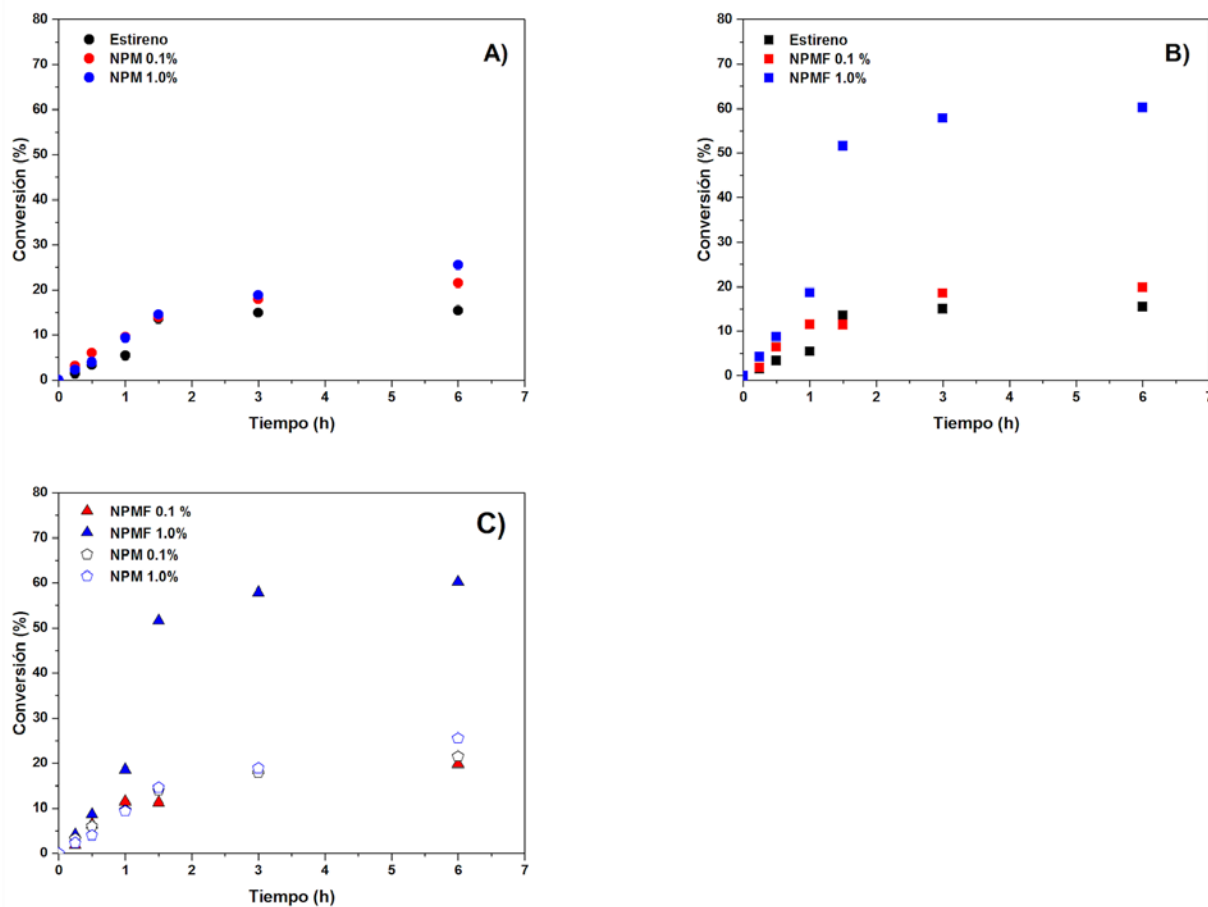 A)
Estireno
NPM 0.1%
NPM 1.0%
80
70
60
50
40
30
20
10
0
Conversión (%)
0 1 2 3 4 5 6 7
Tiempo (h)
B)
Estireno
NPMF 0.1 %
NPMF 1.0%
80
70
60
50
40
30
20
10
0
Conversión (%)
0 1 2 3 4 5 6 7
Tiempo (h)
C)
NPMF 0.1 %
NPMF 1.0%
NPM 0.1%
NPM 1.0%
80
70
60
50
40
30
20
10
0
Conversión (%)
0 1 2 3 4 5 6 7
Tiempo (h)